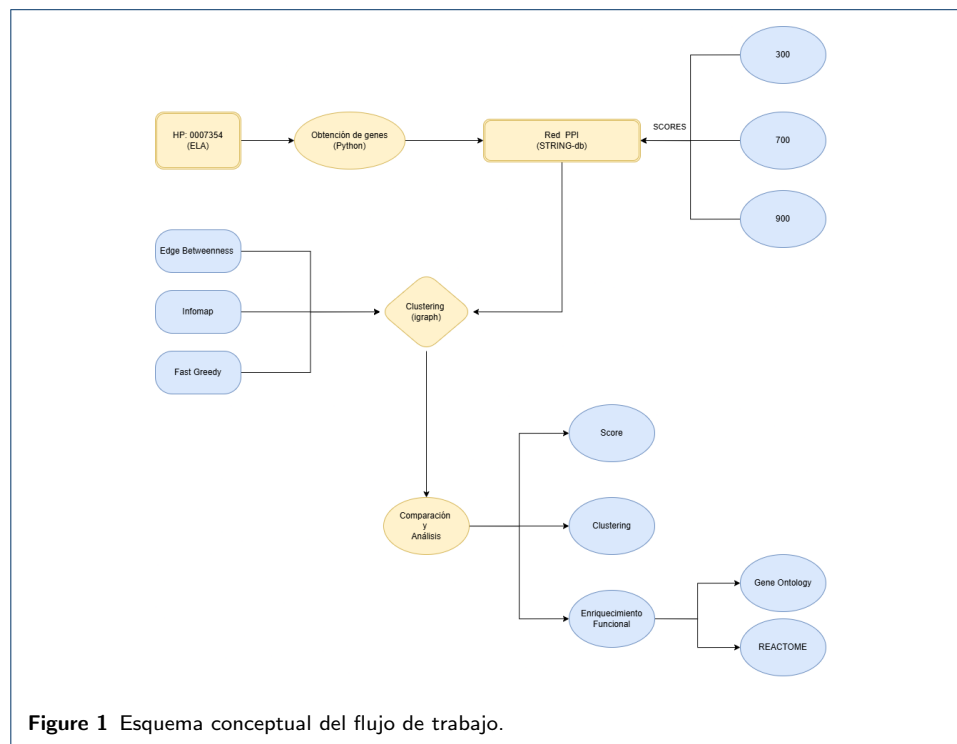 300
HP: 0007354
(ELA)
Obtención de genes
(Python)
Red PPI
(STRING-db)
SCORES
700
900
Edge Betweenness
Infomap
Fast Greedy
Clustering
(igraph)
Score
Comparación
y
Análisis
Clustering
Enriquecimiento
Funcional
Gene Ontology
REACTOME
Figure 1 Esquema conceptual del flujo de trabajo.